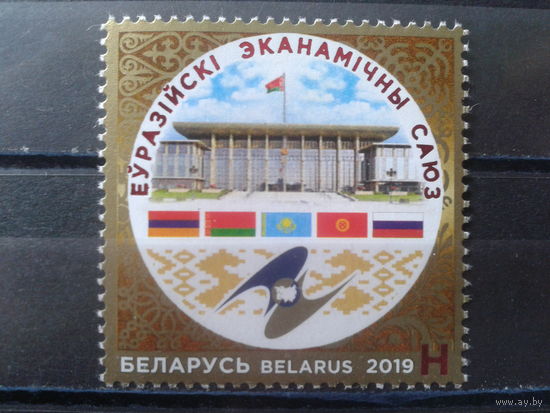 ЕЎРАЗІЙСКІ ЭКАНАМІЧНЫ САЮЗ
БЕЛАРУСЬ BELARUS 2019 H
www.ay.by